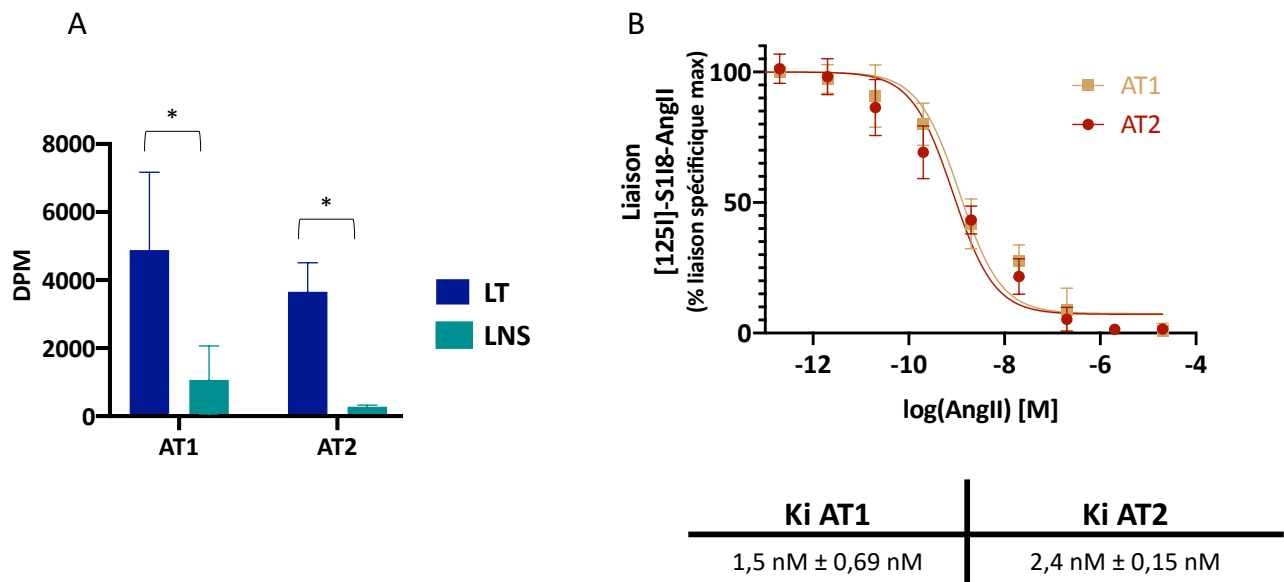 A
*
*
8000
6000
4000
2000
0
DPM
AT1
AT2
LT
LNS
B
AT1
AT2
100
50
0
Liaison
[125I]-S1I8-AngII
(% liaison spécificique max)
-12
-10
-8
-6
-4
log(AngII) [M]
Ki AT1 Ki AT2
1,5 nM ± 0,69 nM 2,4 nM ± 0,15 nM